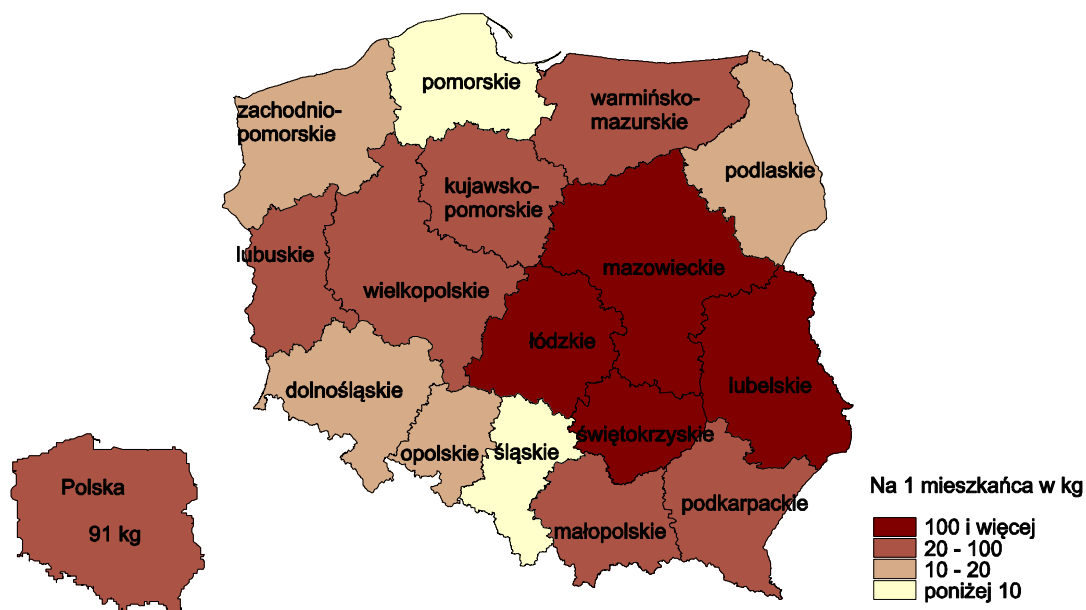 pomorskie
zachodnio-
pomorskie
warmińsko-
mazurskie
podlaskie
kujawsko-
pomorskie
lubuskie
mazowieckie
wielkopolskie
łódzkie
dolnośląskie
lubelskie
świętokrzyskie
opolskie
śląskie
podkarpackie
małopolskie
Polska
91 kg
Na 1 mieszkańca w kg
100 i więcej
20 - 100
10 - 20
poniżej 10